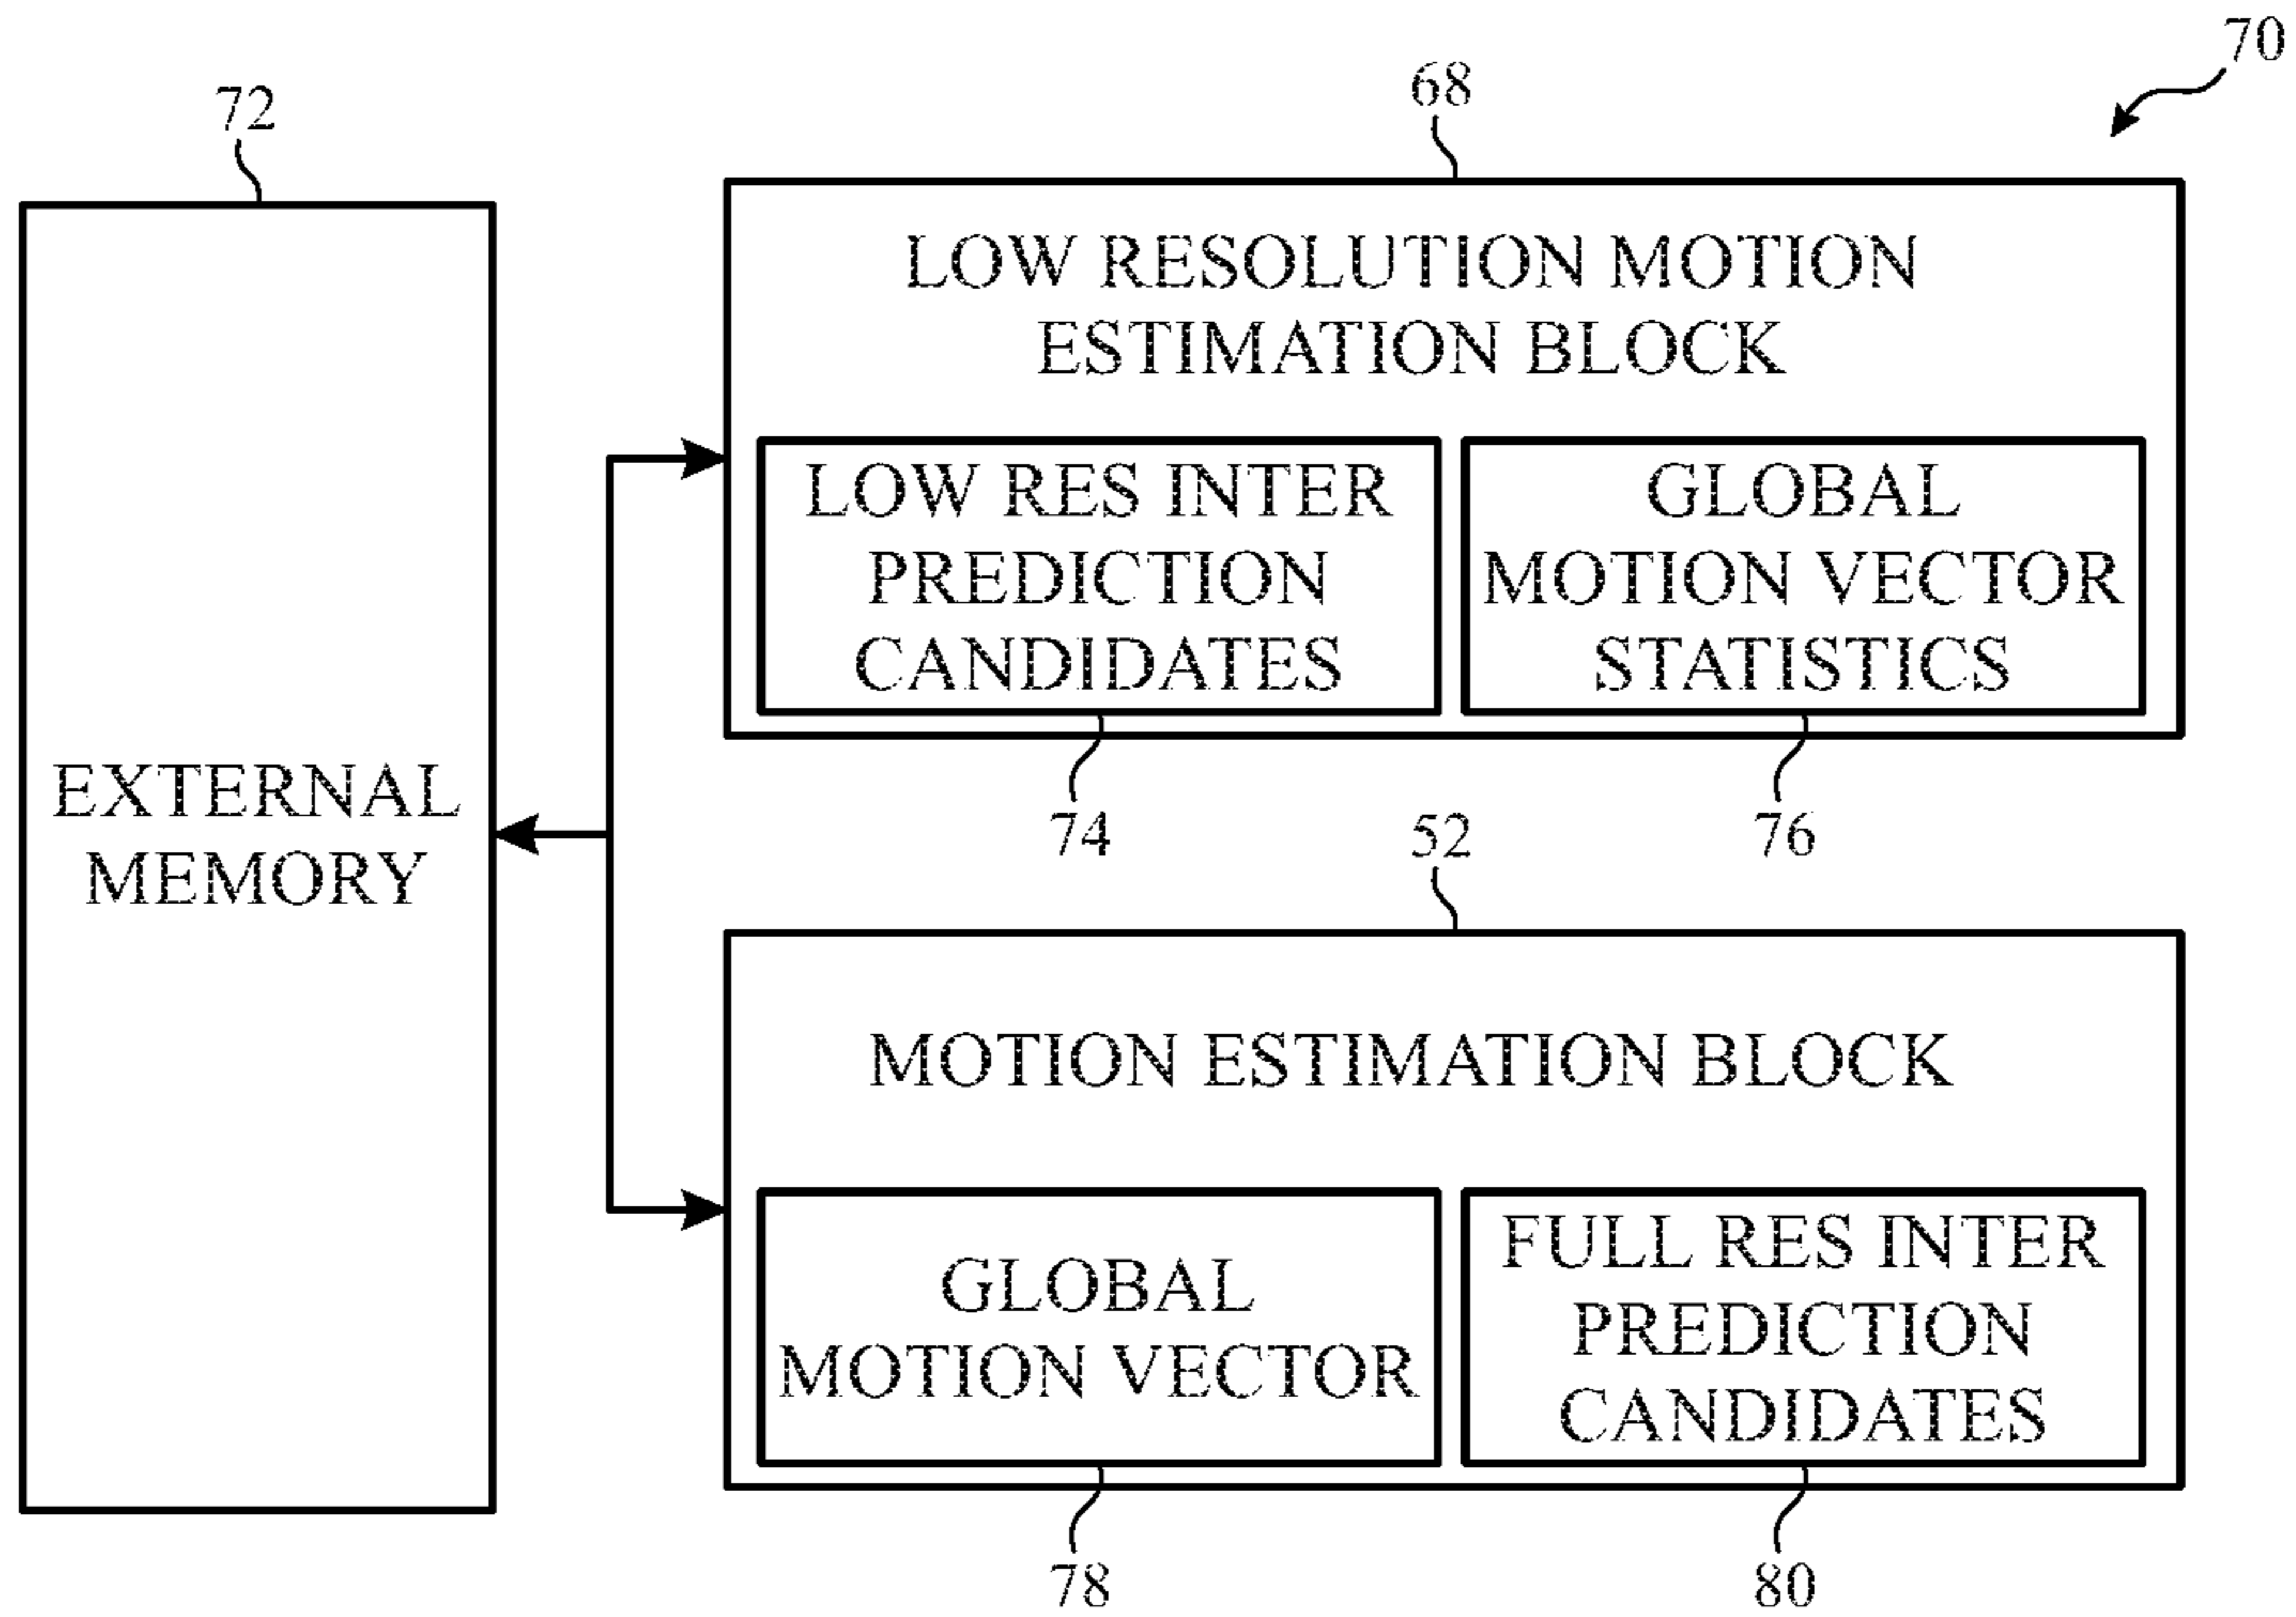 70
68
72
LOW RESOLUTION MOTION
ESTIMATION BLOCK
LOW RES INTER
PREDICTION
CANDIDATES
GLOBAL
MOTION VECTOR
STATISTICS
EXTERNAL
MEMORY
74
52
76
MOTION ESTIMATION BLOCK
GLOBAL
MOTION VECTOR
FULL RES INTER
PREDICTION
CANDIDATES
78
80